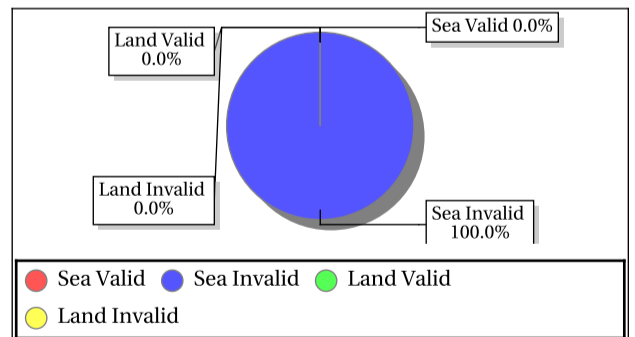 Land Valid
0.0%
Sea Valid 0.0%
Land Invalid
0.0%
Sea Invalid
100.0%
Sea Valid
Sea Invalid
Land Valid
Land Invalid